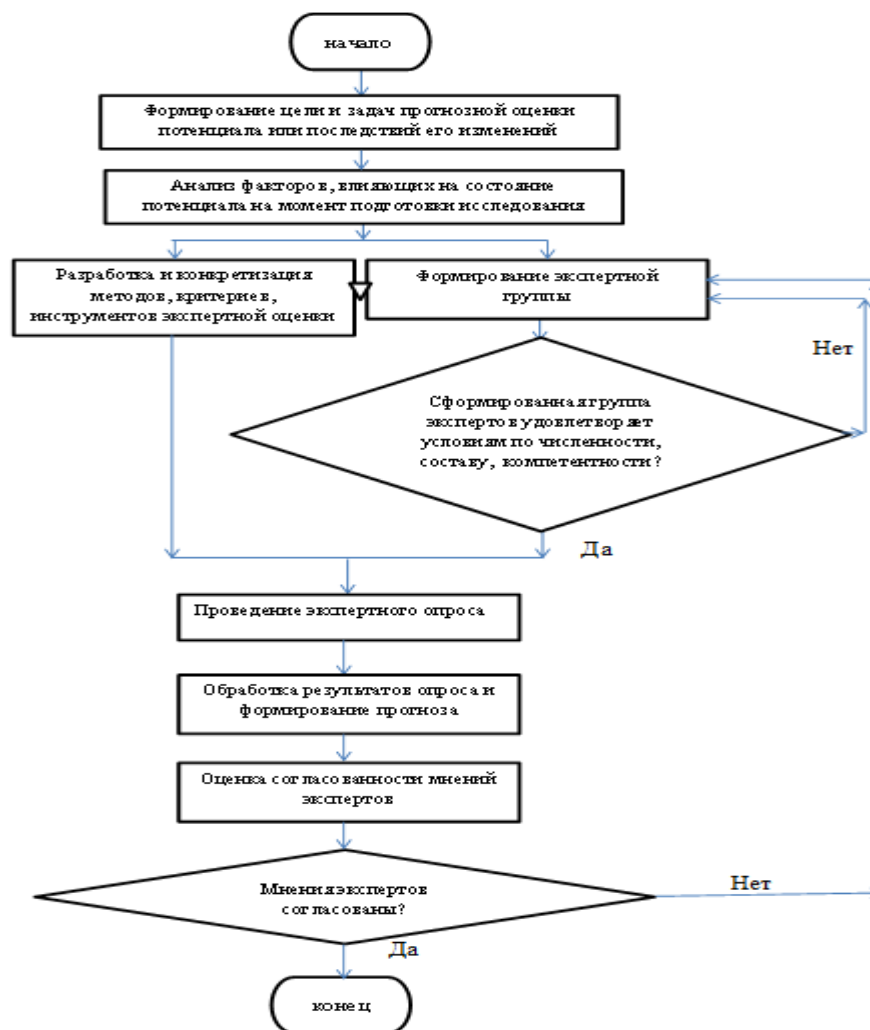 начало
Формирование цели и задач прогнозной оценки
потенциала или последствий его изменений
Анализ факторов, влияющих на состояние
потенциала на момент подготовки исследования
Разработка и конкретизация
методов, критериев,
инструментов экспертной оценки
Формирование экспертной
группы
Нет
Сформированная группа
экспертов удовлетворяет
условиям по численности,
составу, компетентности?
Да
Проведение экспертного опроса
Обработка результатов опроса и
формирование прогноза
Оценка согласованности мнений
экспертов
Мнения экспертов
согласованы?
Нет
Да
конец